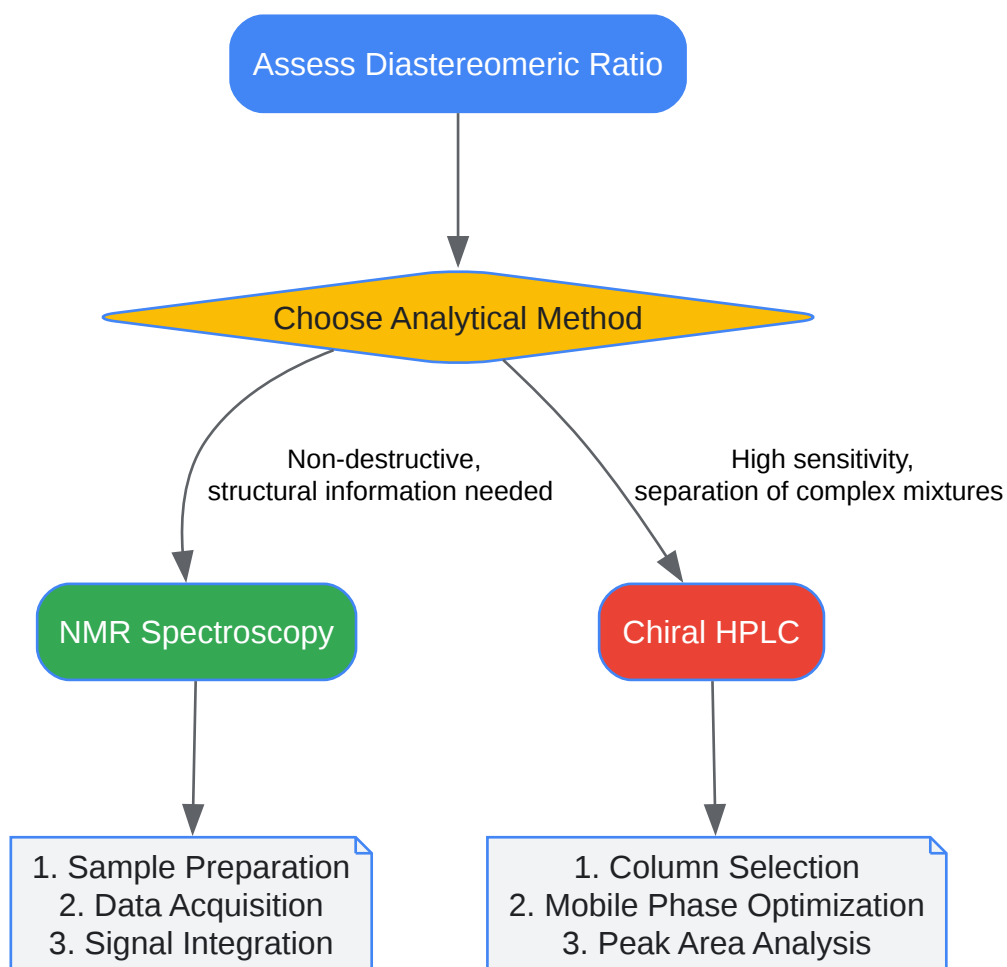 Assess Diastereomeric Ratio
Choose Analytical Method
Non-destructive,
structural information needed
High sensitivity,
separation of complex mixtures
NMR Spectroscopy
Chiral HPLC
1. Sample Preparation
2. Data Acquisition
3. Signal Integration
1. Column Selection
2. Mobile Phase Optimization
3. Peak Area Analysis